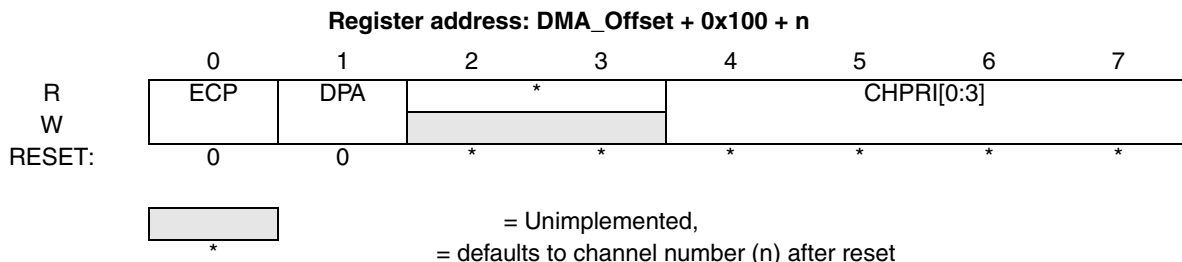 Register address: DMA_Offset + 0x100 + n
0 1 2 3 4 5 6 7
R ECP DPA * CHPRI[0:3]
W
RESET: 0 0 * * * * * *
= Unimplemented,
* = defaults to channel number (n) after reset